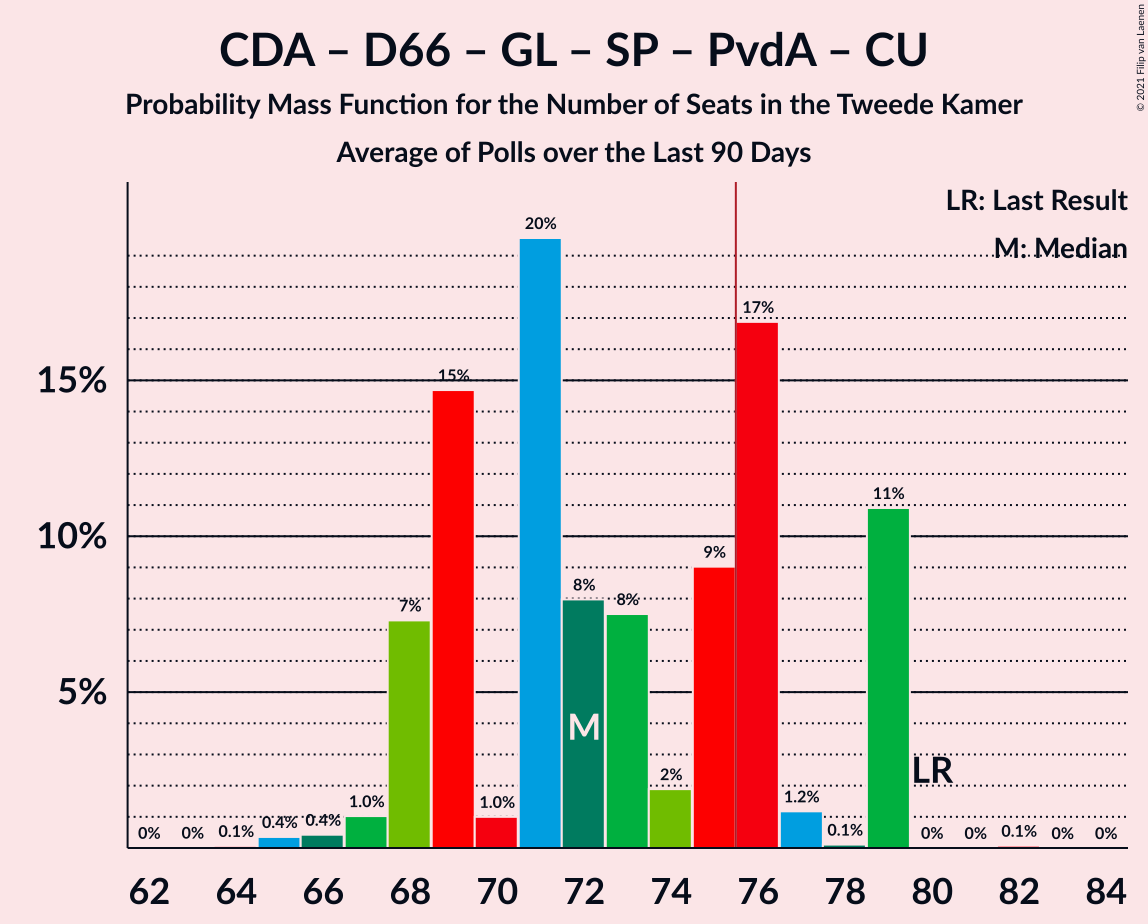 CDA – D66 – GL – SP – PvdA – CU
Probability Mass Function for the Number of Seats in the Tweede Kamer
Average of Polls over the Last 90 Days
© 2021 Filip van Laenen
LR: Last Result
M: Median
20%
17%
15%
15%
11%
10%
9%
8%
8%
7%
5%
M
LR
2%
1.2%
1.0%
1.0%
0% 0% 0.1% 0.4% 0.4% 0.1% 0% 0% 0.1% 0% 0%
62 64 66 68 70 72 74 76 78 80 82 84